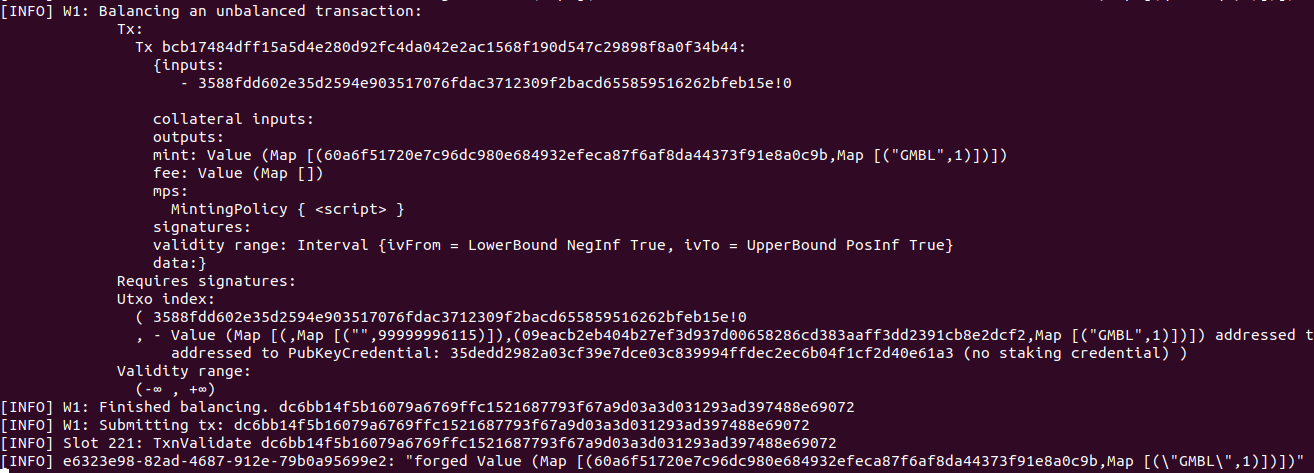 [INFO] W1: Balancing an unbalanced transaction:
Tx:
Tx bcb17484dff15a5d4e280d92fc4da042e2ac1568f190d547c29898f8a0f34b44:
{inputs:
- 3588fdd602e35d2594e903517076fdac3712309f2bacd655859516262bfeb15e!0
collateral inputs:
outputs:
mint: Value (Map [(60a6f51720e7c96dc980e684932efeca87f6af8da44373f91e8a0c9b,Map [("GMBL",1)])])
fee: Value (Map [])
mps:
MintingPolicy { <script> }
signatures:
validity range: Interval {ivFrom = LowerBound NegInf True, ivTo = UpperBound PosInf True}
data:}
Requires signatures:
Utxo index:
( 3588fdd602e35d2594e903517076fdac3712309f2bacd655859516262bfeb15e!0
, - Value (Map [(,Map [("",99999996115)]),(09eacb2eb404b27ef3d937d00658286cd383aaff3dd2391cb8e2dcf2,Map [("GMBL",1)])]) addressed t
addressed to PubKeyCredential: 35dedd2982a03cf39e7dce03c839994ffdec2ec6b04f1cf2d40e61a3 (no staking credential) )
Validity range:
(-∞ , +∞)
[INFO] W1: Finished balancing. dc6bb14f5b16079a6769ffc1521687793f67a9d03a3d031293ad397488e69072
[INFO] W1: Submitting tx: dc6bb14f5b16079a6769ffc1521687793f67a9d03a3d031293ad397488e69072
[INFO] Slot 221: TxnValidate dc6bb14f5b16079a6769ffc1521687793f67a9d03a3d031293ad397488e69072
[INFO] e6323e98-82ad-4687-912e-79b0a95699e2: "forged Value (Map [(60a6f51720e7c96dc980e684932efeca87f6af8da44373f91e8a0c9b,Map [(\"GMBL\",1)])])"